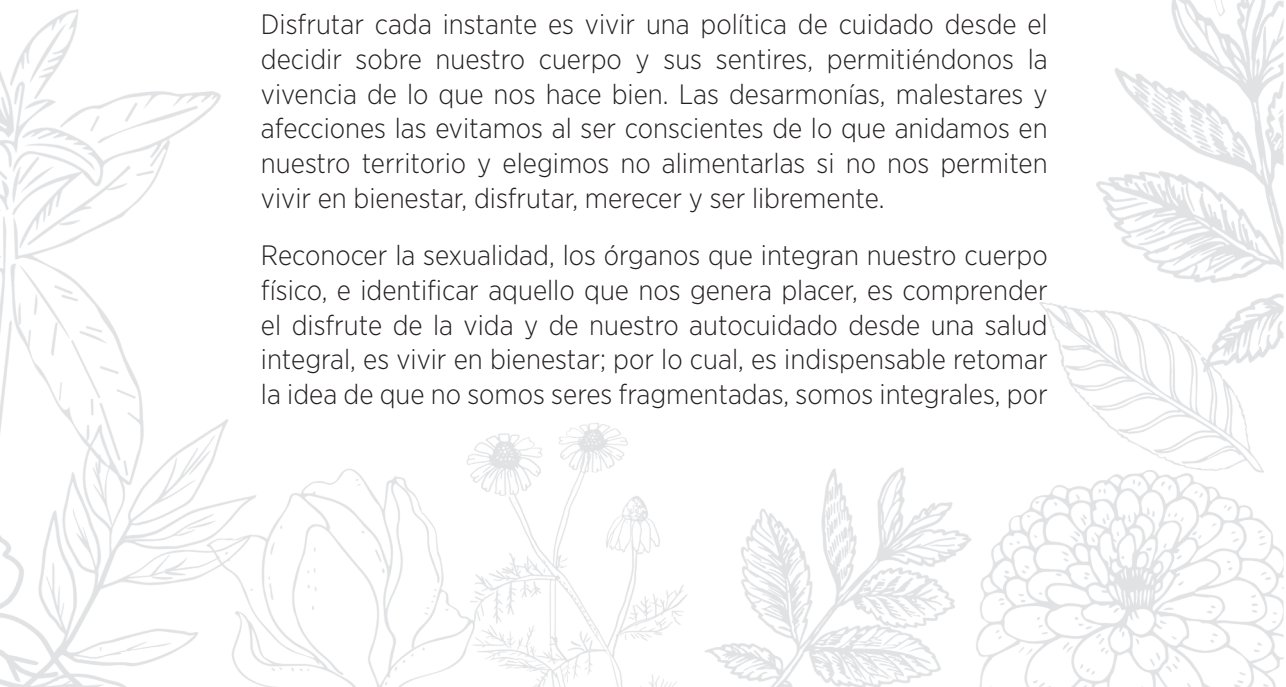 Disfrutar cada instante es vivir una política de cuidado desde el
decidir sobre nuestro cuerpo y sus sentires, permitiéndonos la
vivencia de lo que nos hace bien. Las desarmonías, malestares y
afecciones las evitamos al ser conscientes de lo que anidamos en
nuestro territorio y elegimos no alimentarlas si no nos permiten
vivir en bienestar, disfrutar, merecer y ser libremente.
Reconocer la sexualidad, los órganos que integran nuestro cuerpo
físico, e identificar aquello que nos genera placer, es comprender
el disfrute de la vida y de nuestro autocuidado desde una salud
integral, es vivir en bienestar; por lo cual, es indispensable retomar
la idea de que no somos seres fragmentadas, somos integrales, por